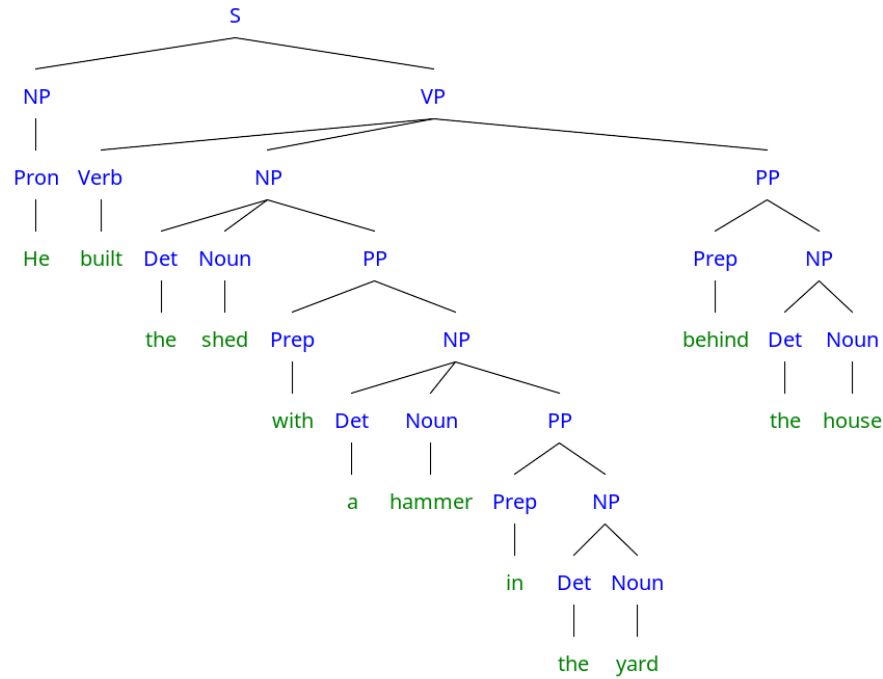 S
NP VP
Pron Verb NP PP
He built Det Noun PP Prep NP
the shed Prep NP behind Det Noun
with Det Noun PP the house
a hammer Prep NP
in Det Noun
the yard